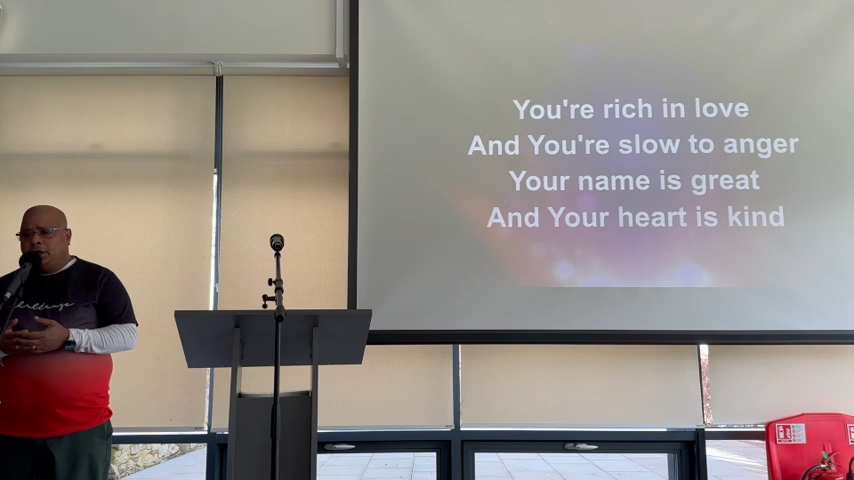 You're rich in love
And You're slow to anger
Your name is great
And Your heart is kind